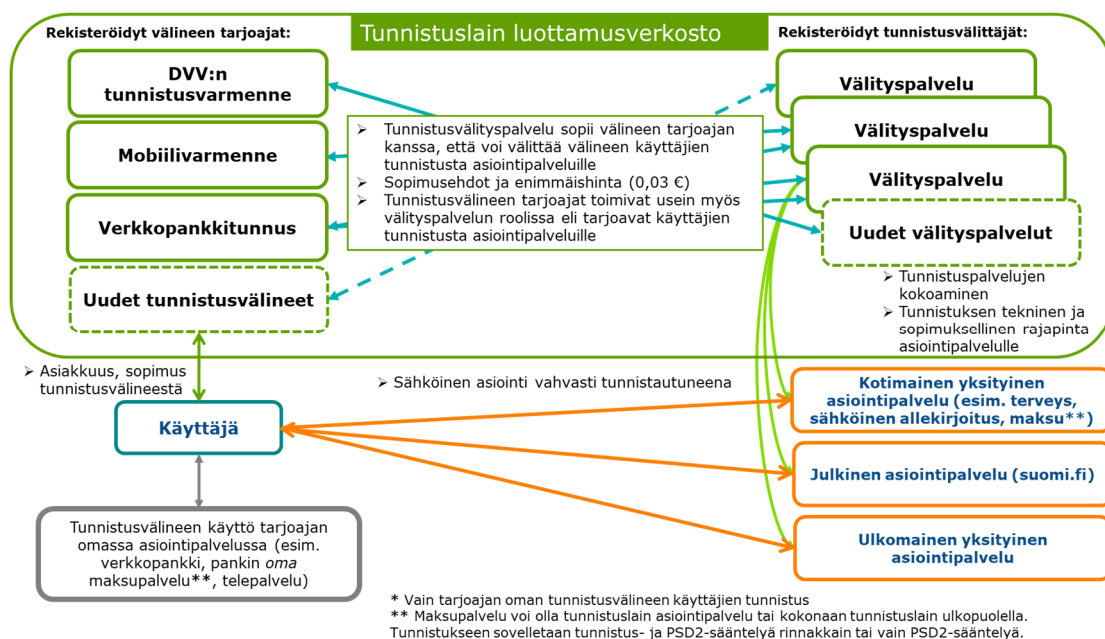 Tunnistuslain luottamusverkosto
Rekisteröidyt välineen tarjoajat:
DVV:n
tunnistusvarmenne
Mobiilivarmenne
Verkkopankkitunnus
Uudet tunnistusvälineet
➢ Tunnistusvälityspalvelu sopii välineen tarjoajan
kanssa, että voi välittää välineen käyttäjien
tunnistusta asiointipalveluille
➢ Sopimusehdot ja enimmäishinta (0,03 €)
➢ Tunnistusvälineen tarjoajat toimivat usein myös
välityspalvelun roolissa eli tarjoavat käyttäjien
tunnistusta asiointipalveluille
Rekisteröidyt tunnistusvälittäjät:
Välityspalvelu
Välityspalvelu
Välityspalvelu
Uudet välityspalvelut
➢ Tunnistuspalvelujen
kokoaminen
➢ Tunnistuksen tekninen ja
sopimuksellinen rajapinta
asiointipalvelulle
➢ Asiakkuus, sopimus
tunnistusvälineestä
➢ Sähköinen asiointi vahvasti tunnistautuneena
Käyttäjä
Kotimainen yksityinen
asiointipalvelu (esim. terveys,
sähköinen allekirjoitus, maksu**)
Julkinen asiointipalvelu (suomi.fi)
Ulkomainen yksityinen
asiointipalvelu
Tunnistusvälineen käyttö tarjoajan
omassa asiointipalvelussa (esim.
verkkopankki, pankin oma
maksupalvelu**, telepalvelu)
* Vain tarjoajan oman tunnistusvälineen käyttäjien tunnistus
** Maksupalvelu voi olla tunnistuslain asiointipalvelu tai kokonaan tunnistuslain ulkopuolella.
Tunnistukseen sovelletaan tunnistus- ja PSD2-sääntelyä rinnakkain tai vain PSD2-sääntelyä.